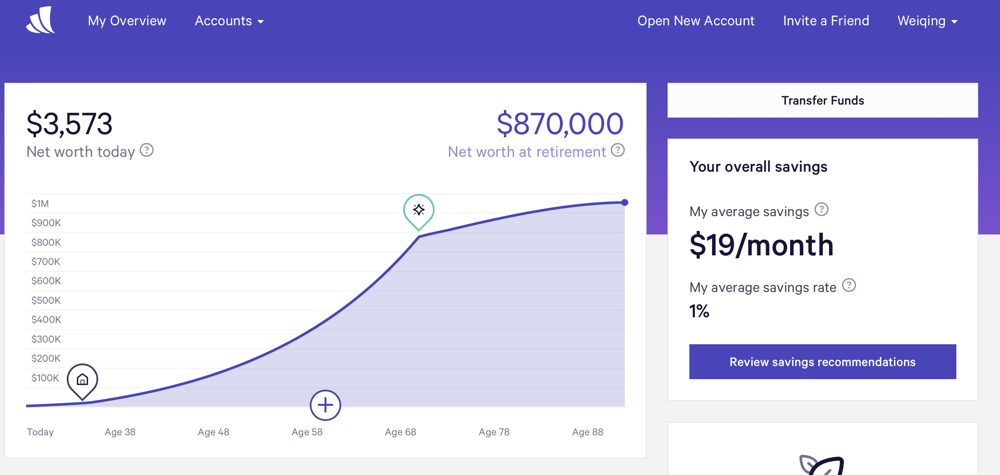 My Overview
Accounts
Open New Account
Invite a Friend
Weiqing
$3,573
Net worth today ?
$870,000
Net worth at retirement ?
$1M
$900K
$800K
$700K
$600K
$500K
$400K
$300K
$200K
$100K
Today
Age 38
Age 48
Age 58
Age 68
Age 78
Age 88
Transfer Funds
Your overall savings
My average savings ?
$19/month
My average savings rate ?
1%
Review savings recommendations